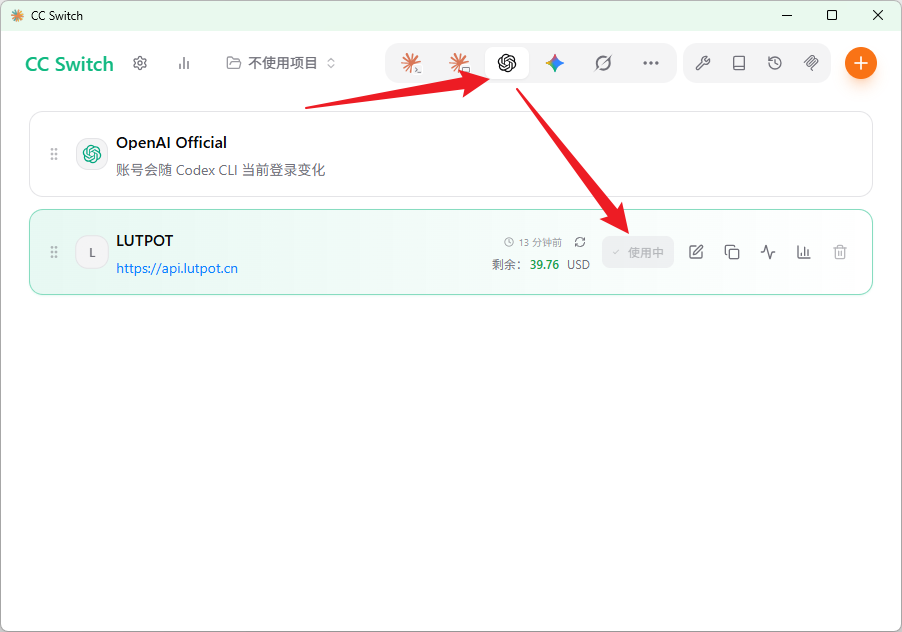 CC Switch
CC Switch
不使用项目
OpenAI Official
账号会随 Codex CLI 当前登录变化
L
LUTPOT
https://api.lutpot.cn
13 分钟前
剩余： 39.76 USD
使用中